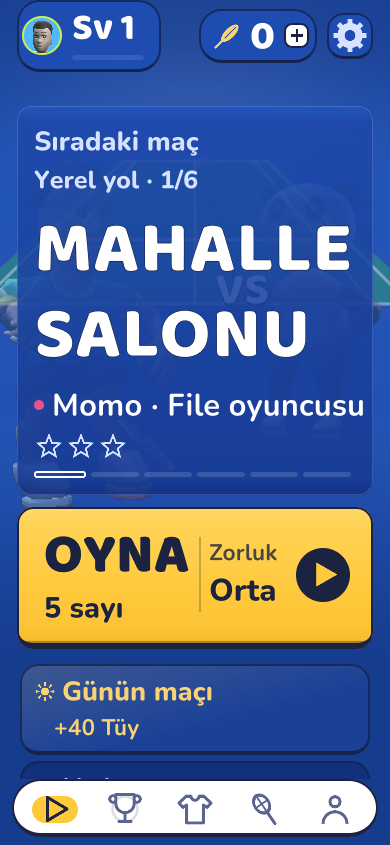 Sv 1
0
Sıradaki maç
Yerel yol · 1/6
VS
MAHALLE
SALONU
Momo · File oyuncusu
OYNA
5 sayı
Zorluk
Orta
Günün maçı
+40 Tüy